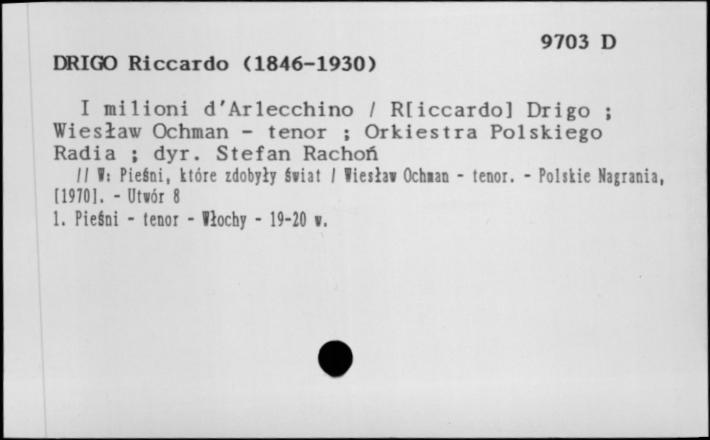 9703 D
DRIGO Riccardo (1846-1930)
I milioni d'Arlecchino / R[iccardo] Drigo ;
Wiesław Ochman - tenor ; Orkiestra Polskiego
Radia ; dyr. Stefan Rachoń
// W: Pieśni, które zdobyły świat / Wiesław Ochman - tenor. - Polskie Nagrania,
[1970]. - Utwór 8
1. Pieśni - tenor - Włochy - 19-20 w.